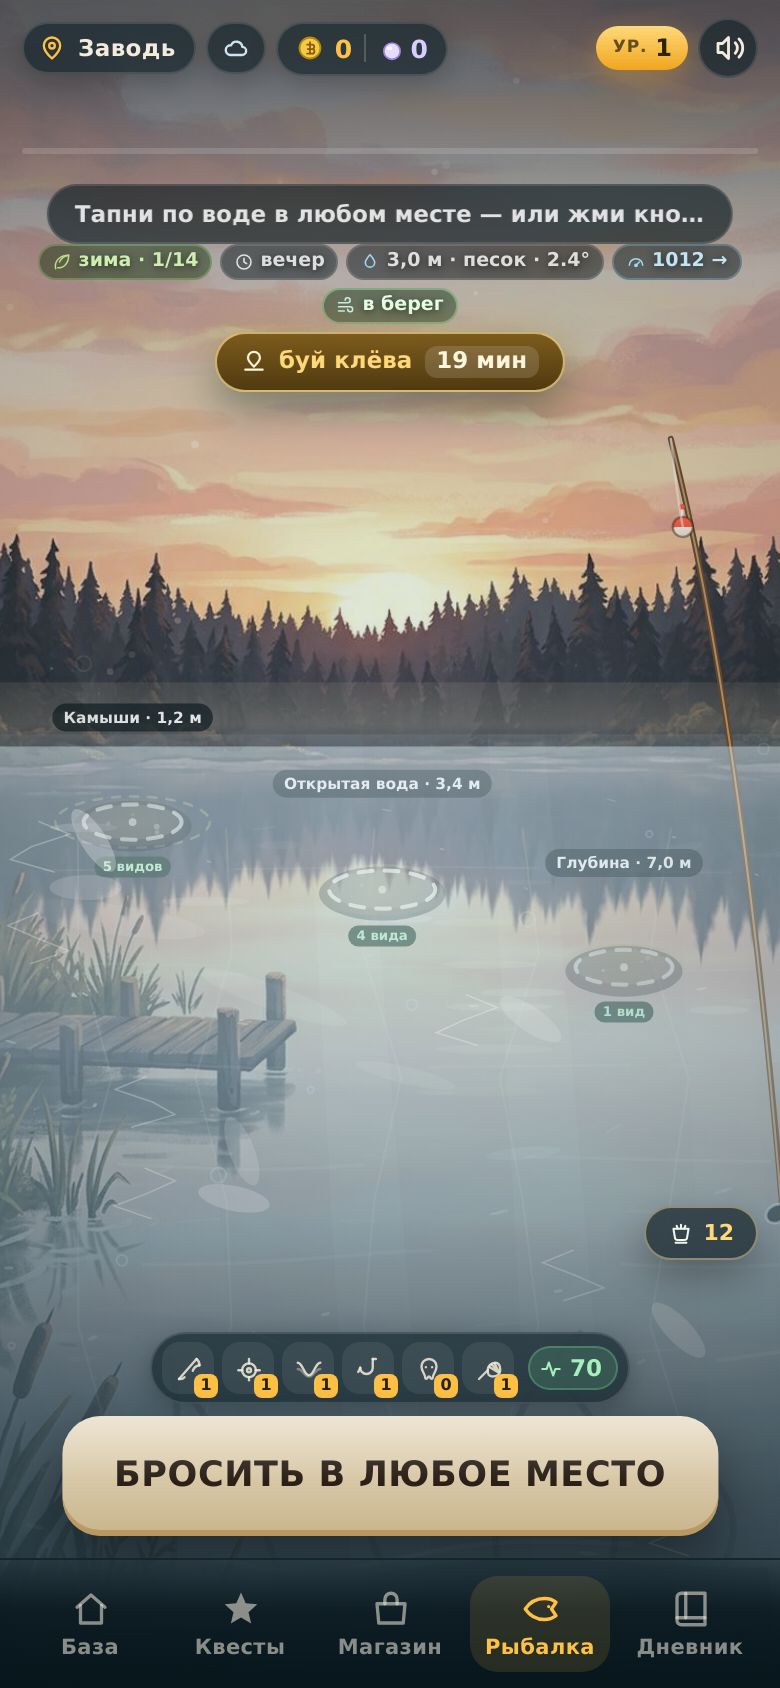 Заводь
0 0
УР. 1
Тапни по воде в любом месте — или жми кно...
зима · 1/14
вечер
3,0 м · песок · 2.4°
1012 →
в берег
буй клёва 19 мин
Камыши · 1,2 м
Открытая вода · 3,4 м
5 видов
Глубина · 7,0 м
4 вида
1 вид
12
1 1 1 1 0 1 70
БРОСИТЬ В ЛЮБОЕ МЕСТО
База Квесты Магазин Рыбалка Дневник